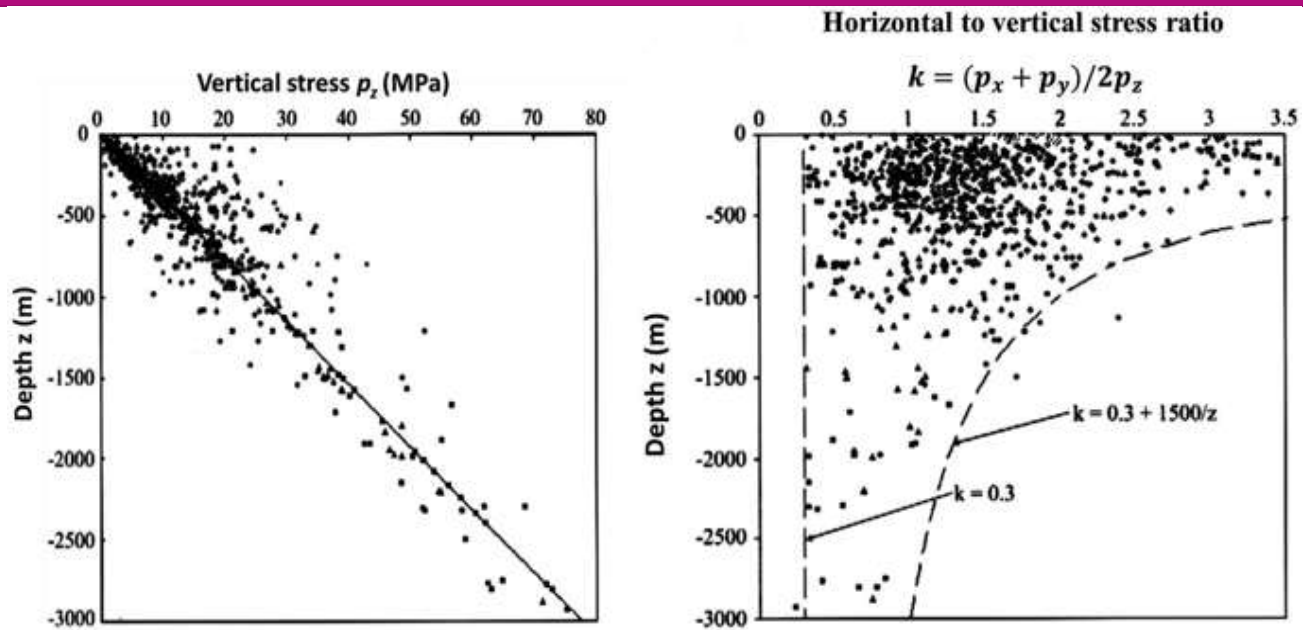 Horizontal to vertical stress ratio
Vertical stress p_z (MPa)
k = (p_x + p_y)/2p_z
0 10 20 30 40 50 60 70 80
0 0.5 1 1.5 2 2.5 3 3.5
0
-500
-1000
-1500
-2000
-2500
-3000
Depth z (m)
0
-500
-1000
-1500
-2000
-2500
-3000
Depth z (m)
k = 0.3 + 1500/z
k = 0.3